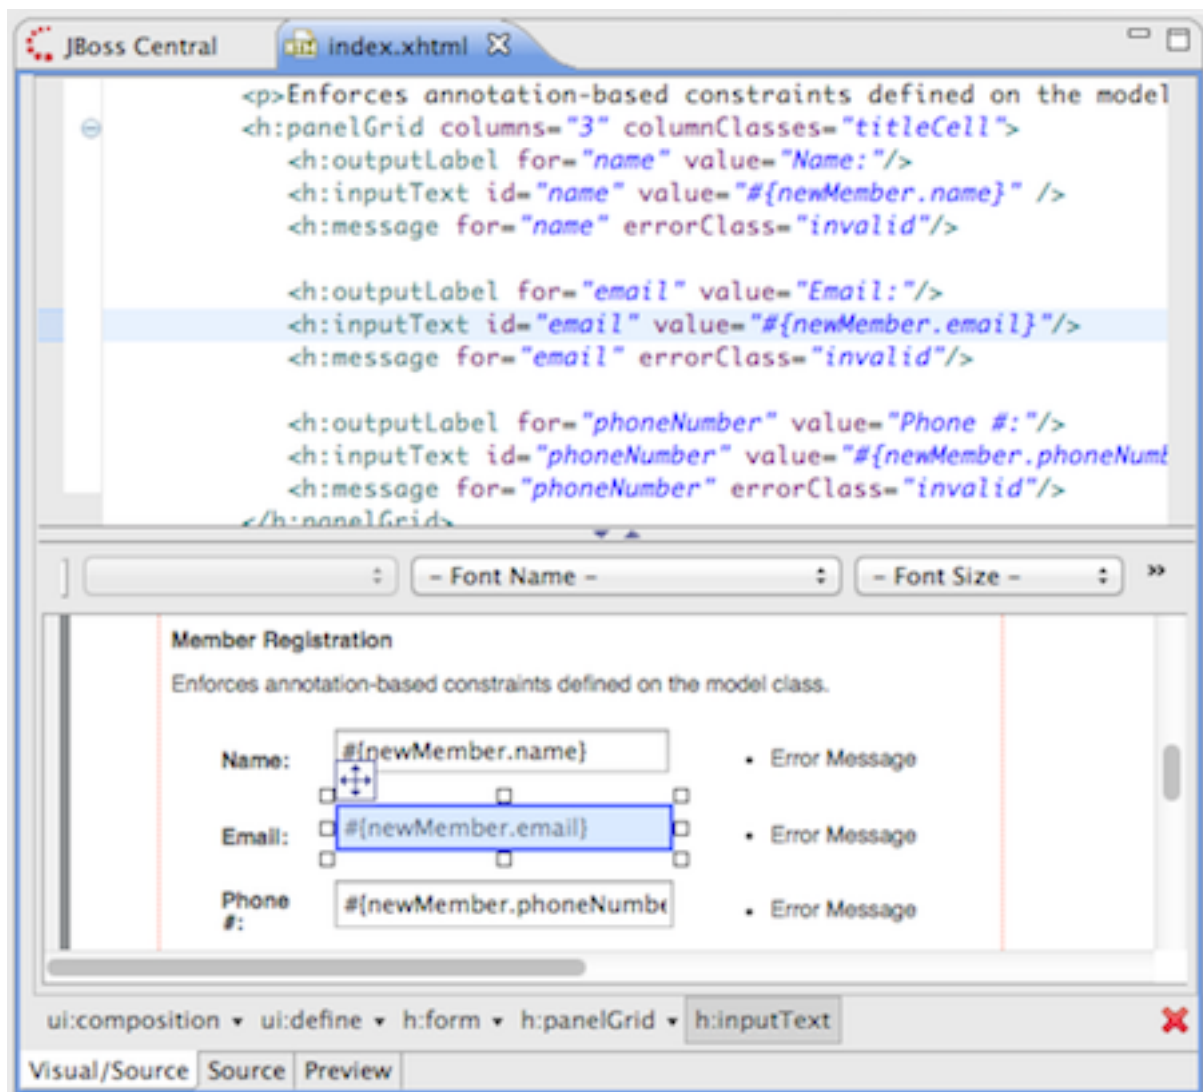 JBoss Central index.xhtml
<p>Enforces annotation-based constraints defined on the model
<h:panelGrid columns="3" columnClasses="titleCell">
<h:outputLabel for="name" value="Name:"/>
<h:inputText id="name" value="#{newMember.name}" />
<h:message for="name" errorClass="invalid"/>
<h:outputLabel for="email" value="Email:"/>
<h:inputText id="email" value="#{newMember.email}"/>
<h:message for="email" errorClass="invalid"/>
<h:outputLabel for="phoneNumber" value="Phone #:"/>
<h:inputText id="phoneNumber" value="#{newMember.phoneNumb
<h:message for="phoneNumber" errorClass="invalid"/>
</h:panelGrid>
– Font Name – – Font Size – »
Member Registration
Enforces annotation-based constraints defined on the model class.
Name: #{newMember.name} • Error Message
Email: #{newMember.email} • Error Message
Phone #: #{newMember.phoneNumbe • Error Message
ui:composition ui:define h:form h:panelGrid h:inputText
Visual/Source Source Preview